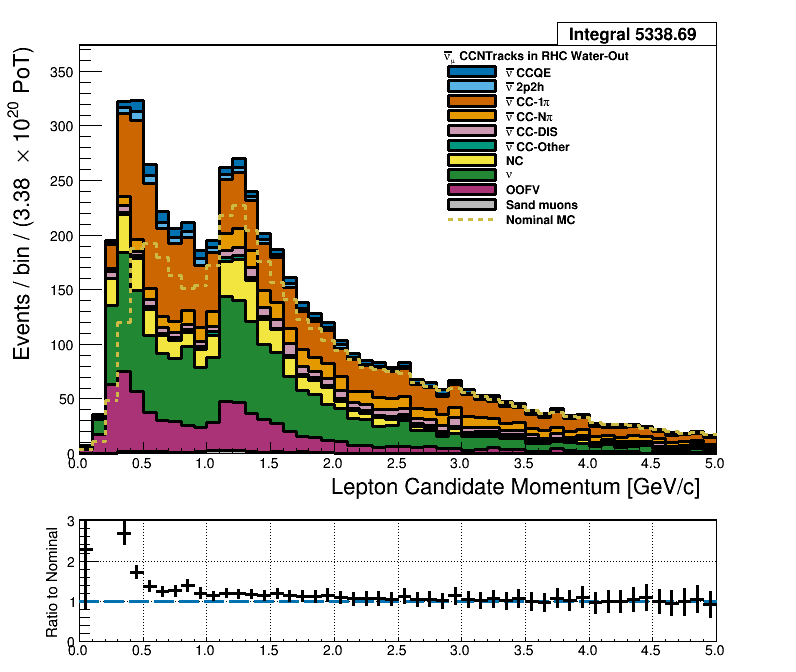 Integral 5338.69
ν̄μ CCNTracks in RHC Water-Out
ν̄ CCQE
ν̄ 2p2h
ν̄ CC-1π
ν̄ CC-Nπ
ν̄ CC-DIS
ν̄ CC-Other
NC
ν
OOFV
Sand muons
Nominal MC
Events / bin / (3.38 × 10^20 PoT)
350
300
250
200
150
100
50
0
0.0 0.5 1.0 1.5 2.0 2.5 3.0 3.5 4.0 4.5 5.0
Lepton Candidate Momentum [GeV/c]
Ratio to Nominal
3
2
1
0
0.0 0.5 1.0 1.5 2.0 2.5 3.0 3.5 4.0 4.5 5.0